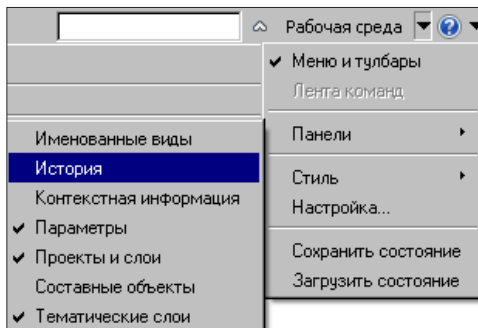 Рабочая среда
Меню и тулбары
Лента команд
Панели
Стиль
Настройка...
Сохранить состояние
Загрузить состояние
Именованные виды
История
Контекстная информация
Параметры
Проекты и слои
Составные объекты
Тематические слои